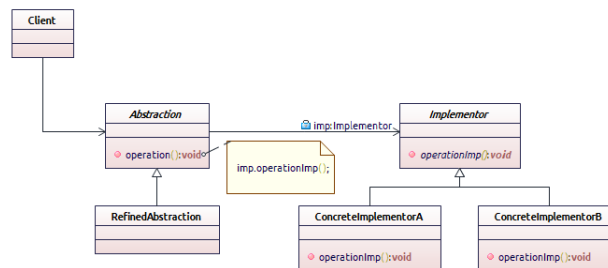 Client
Abstraction
imp:Implementor
Implementor
operation():void
imp.operationImp();
operationImp():void
RefinedAbstraction
ConcreteImplementorA
ConcreteImplementorB
operationImp():void
operationImp():void